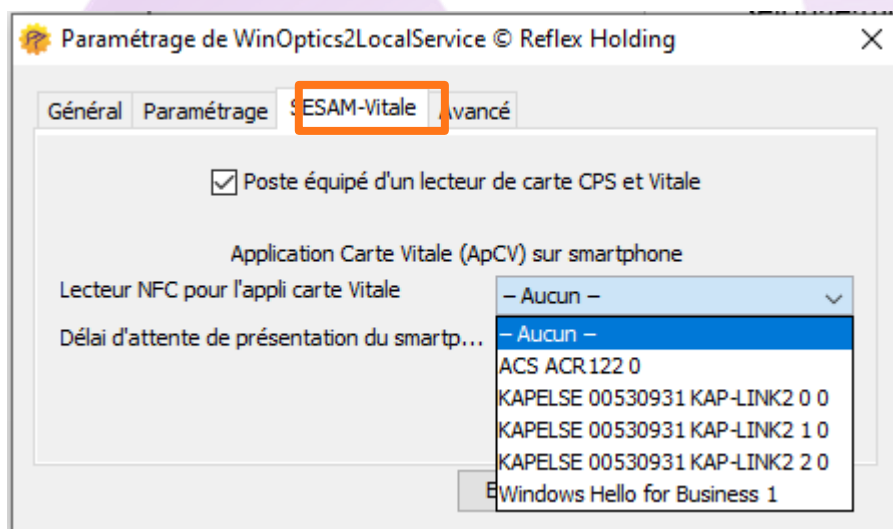 Paramétrage de WinOptics2LocalService © Reflex Holding
Général Paramétrage SESAM-Vitale Avancé
Poste équipé d'un lecteur de carte CPS et Vitale
Application Carte Vitale (ApCV) sur smartphone
Lecteur NFC pour l'appli carte Vitale – Aucun –
Délai d'attente de présentation du smartp... – Aucun –
ACS ACR122 0
KAPELSE 00530931 KAP-LINK2 0 0
KAPELSE 00530931 KAP-LINK2 1 0
KAPELSE 00530931 KAP-LINK2 2 0
Windows Hello for Business 1